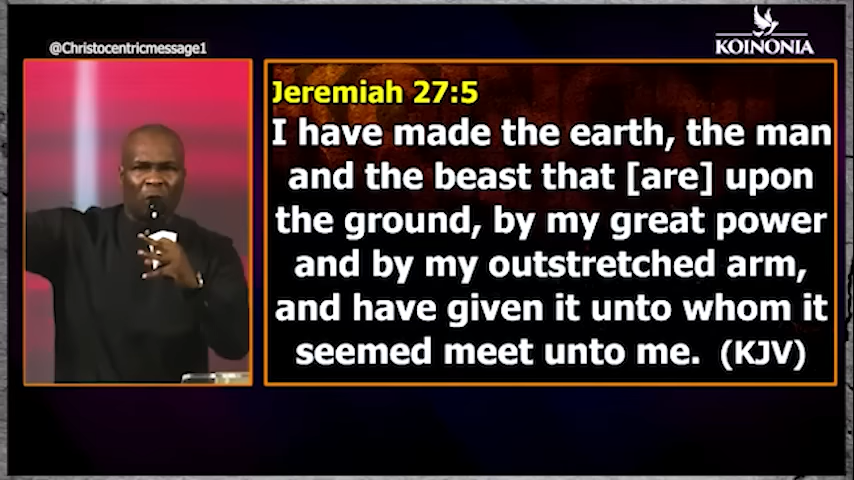 @Christocentricmessage1
KOINONIA
Jeremiah 27:5
I have made the earth, the man
and the beast that [are] upon
the ground, by my great power
and by my outstretched arm,
and have given it unto whom it
seemed meet unto me. (KJV)